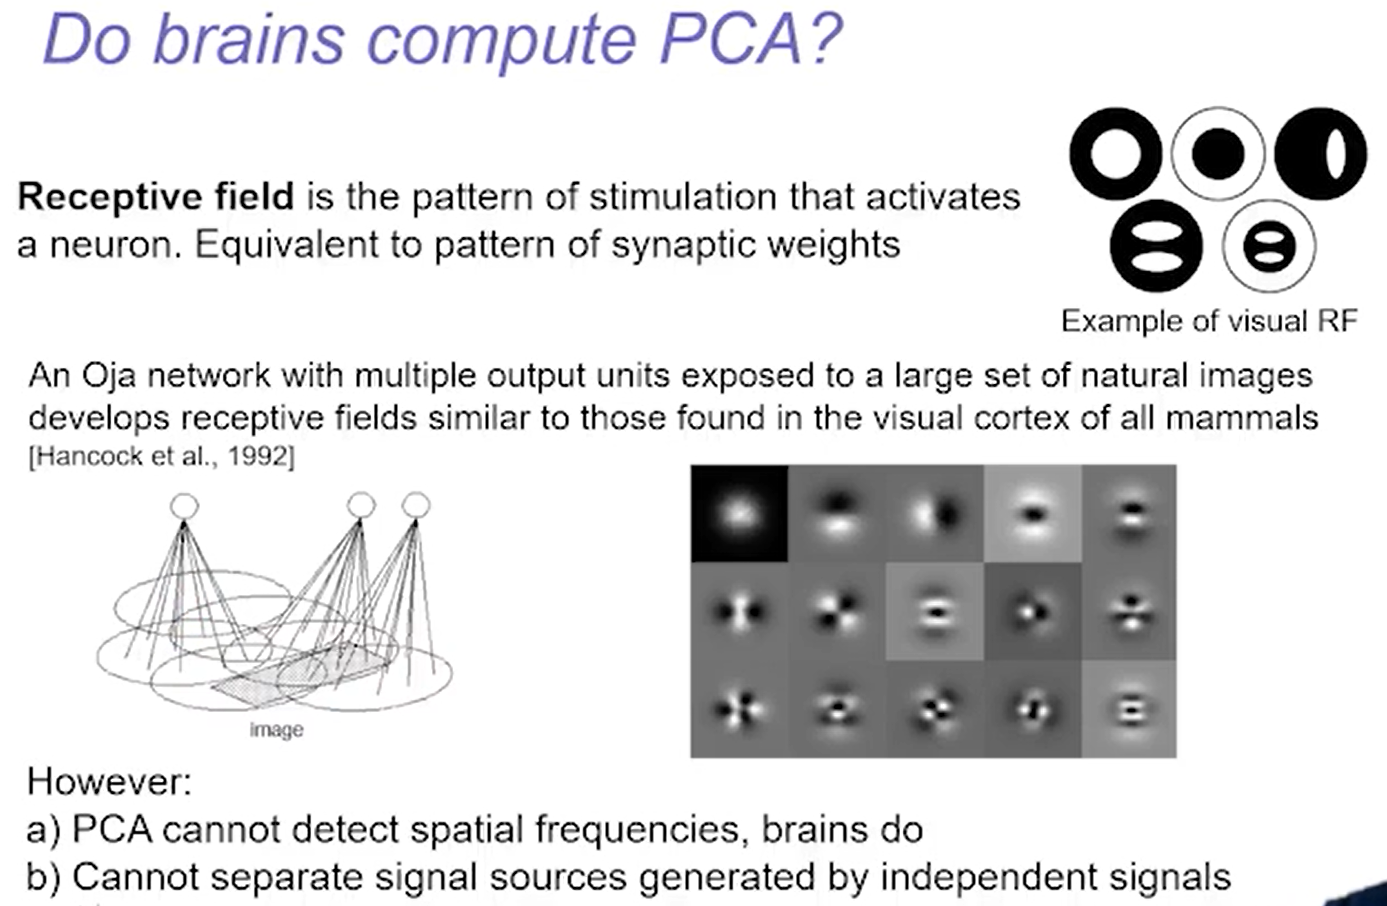 Do brains compute PCA?
Receptive field is the pattern of stimulation that activates
a neuron. Equivalent to pattern of synaptic weights
Example of visual RF
An Oja network with multiple output units exposed to a large set of natural images
develops receptive fields similar to those found in the visual cortex of all mammals
[Hancock et al., 1992]
image
However:
a) PCA cannot detect spatial frequencies, brains do
b) Cannot separate signal sources generated by independent signals